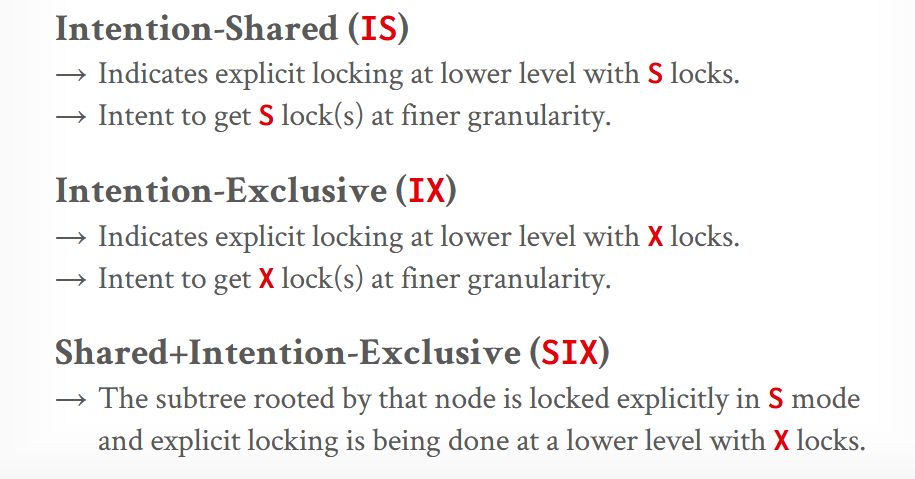 Intention-Shared (IS)
→ Indicates explicit locking at lower level with S locks.
→ Intent to get S lock(s) at finer granularity.
Intention-Exclusive (IX)
→ Indicates explicit locking at lower level with X locks.
→ Intent to get X lock(s) at finer granularity.
Shared+Intention-Exclusive (SIX)
→ The subtree rooted by that node is locked explicitly in S mode
and explicit locking is being done at a lower level with X locks.